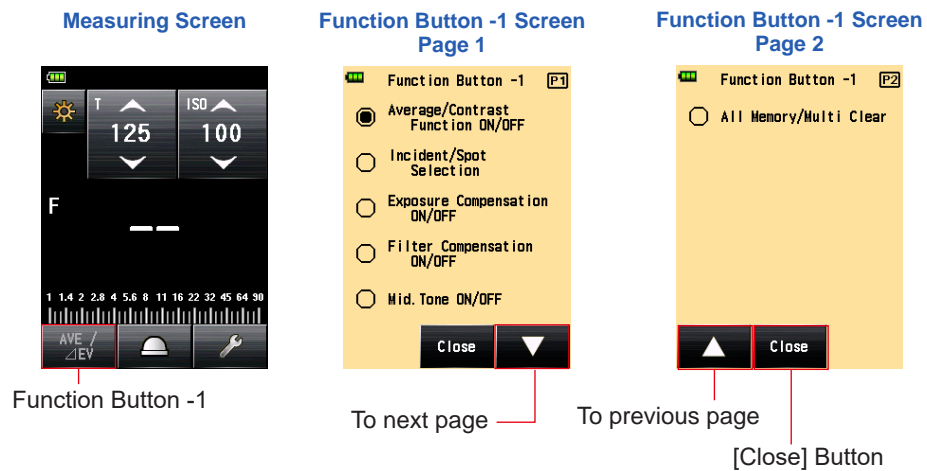 Measuring Screen
T
ISO
125
100
F
1 1.4 2 2.8 4 5.6 8 11 16 22 32 45 64 90
AVE /
⊿EV
Function Button -1
Function Button -1 Screen
Page 1
Function Button -1 P1
Average/Contrast
Function ON/OFF
Incident/Spot
Selection
Exposure Compensation
ON/OFF
Filter Compensation
ON/OFF
Mid. Tone ON/OFF
Close
To next page
Function Button -1 Screen
Page 2
Function Button -1 P2
All Memory/Multi Clear
Close
To previous page
[Close] Button